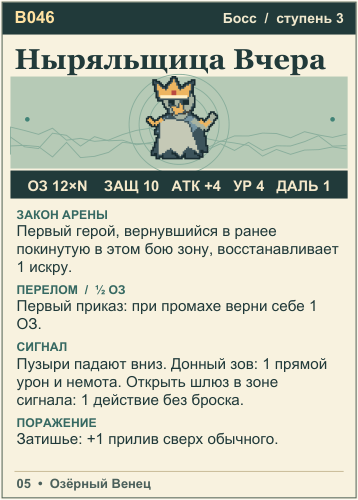 B046
Босс / ступень 3
Ныряльщица Вчера
ОЗ 12×N ЗАЩ 10 АТК +4 УР 4 ДАЛЬ 1
ЗАКОН АРЕНЫ
Первый герой, вернувшийся в ранее
покинутую в этом бою зону, восстанавливает
1 искру.
ПЕРЕЛОМ / ½ ОЗ
Первый приказ: при промахе верни себе 1
ОЗ.
СИГНАЛ
Пузыри падают вниз. Донный зов: 1 прямой
урон и немота. Открыть шлюз в зоне
сигнала: 1 действие без броска.
ПОРАЖЕНИЕ
Затишье: +1 прилив сверх обычного.
05 • Озёрный Венец